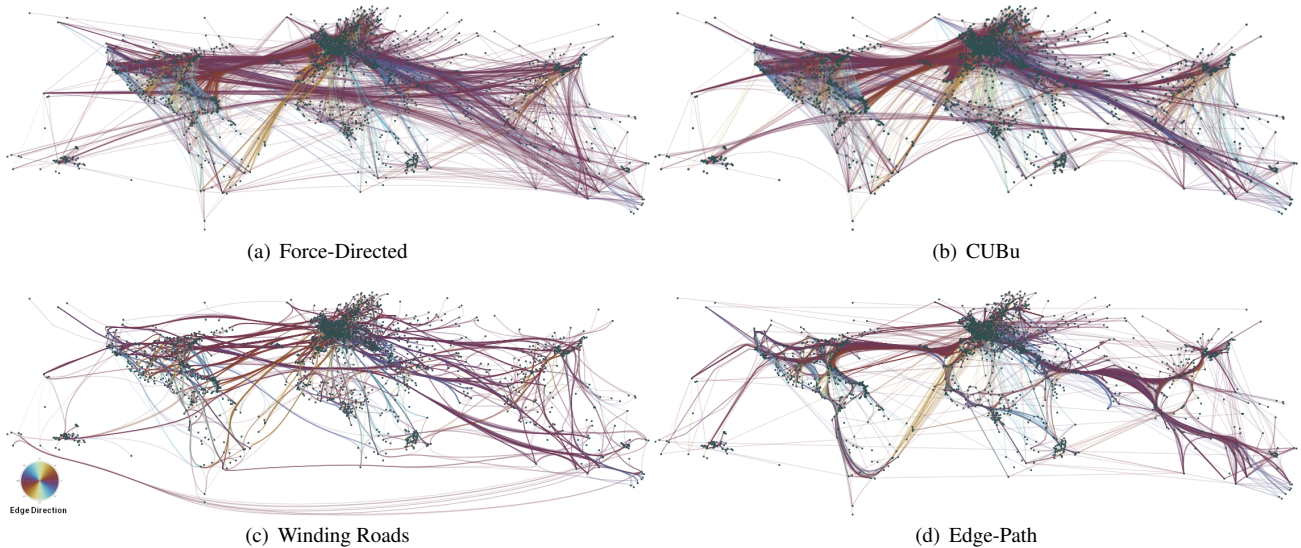 (a) Force-Directed
(b) CUBu
Edge Direction
(c) Winding Roads
(d) Edge-Path